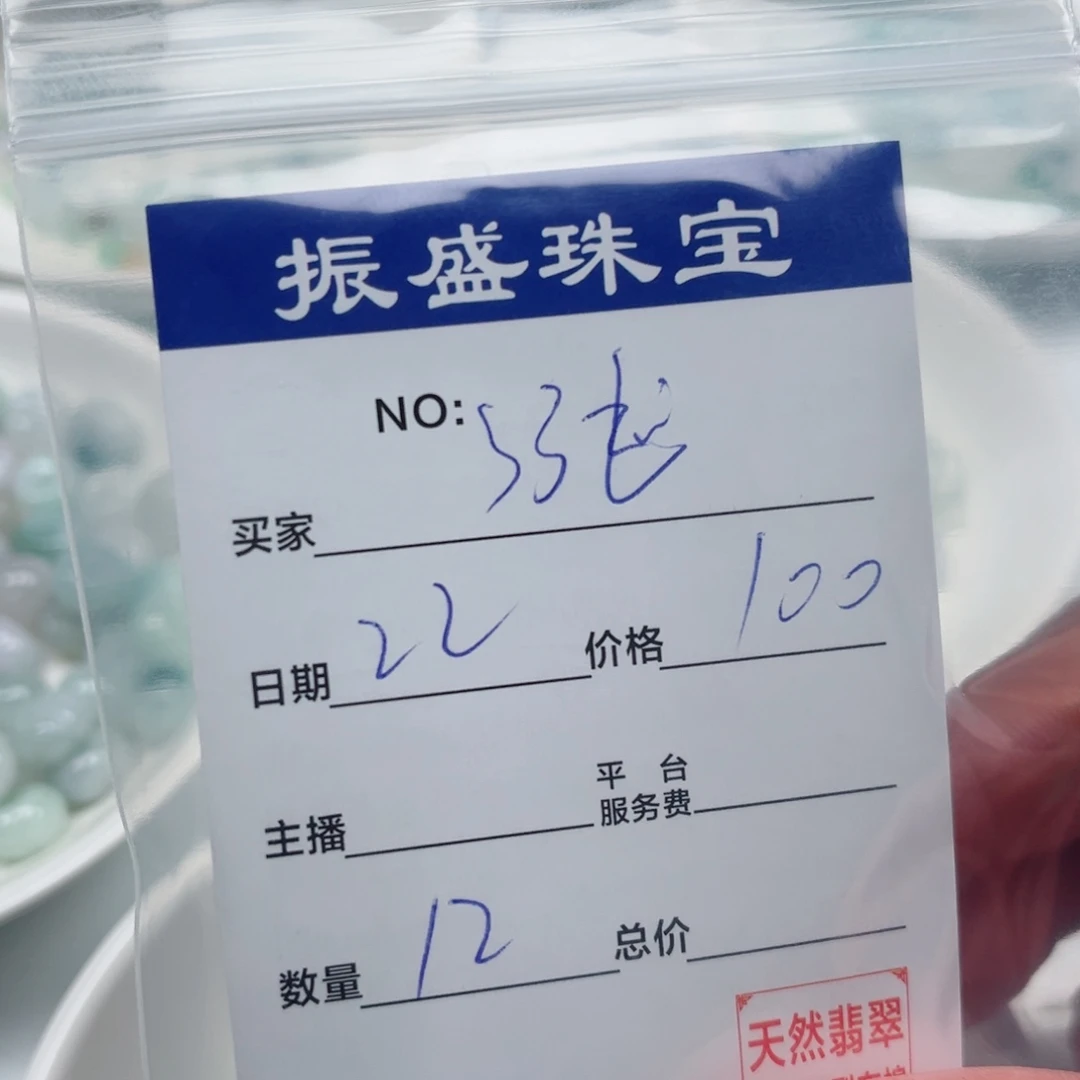 振盛珠宝
NO: 33
买家
日期 22 价格 100
主播 平台服务费
数量 12 总价
天然翡翠